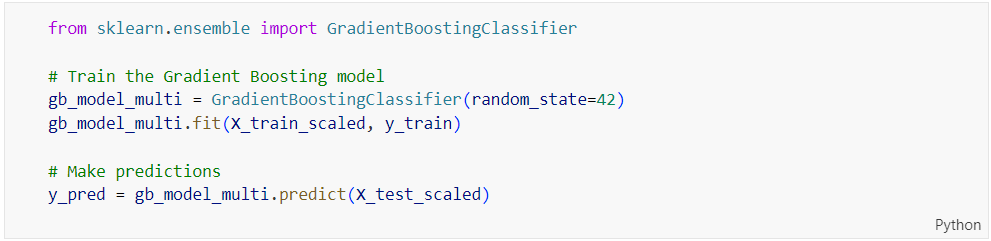 from sklearn.ensemble import GradientBoostingClassifier
# Train the Gradient Boosting model
gb_model_multi = GradientBoostingClassifier(random_state=42)
gb_model_multi.fit(X_train_scaled, y_train)
# Make predictions
y_pred = gb_model_multi.predict(X_test_scaled)
Python